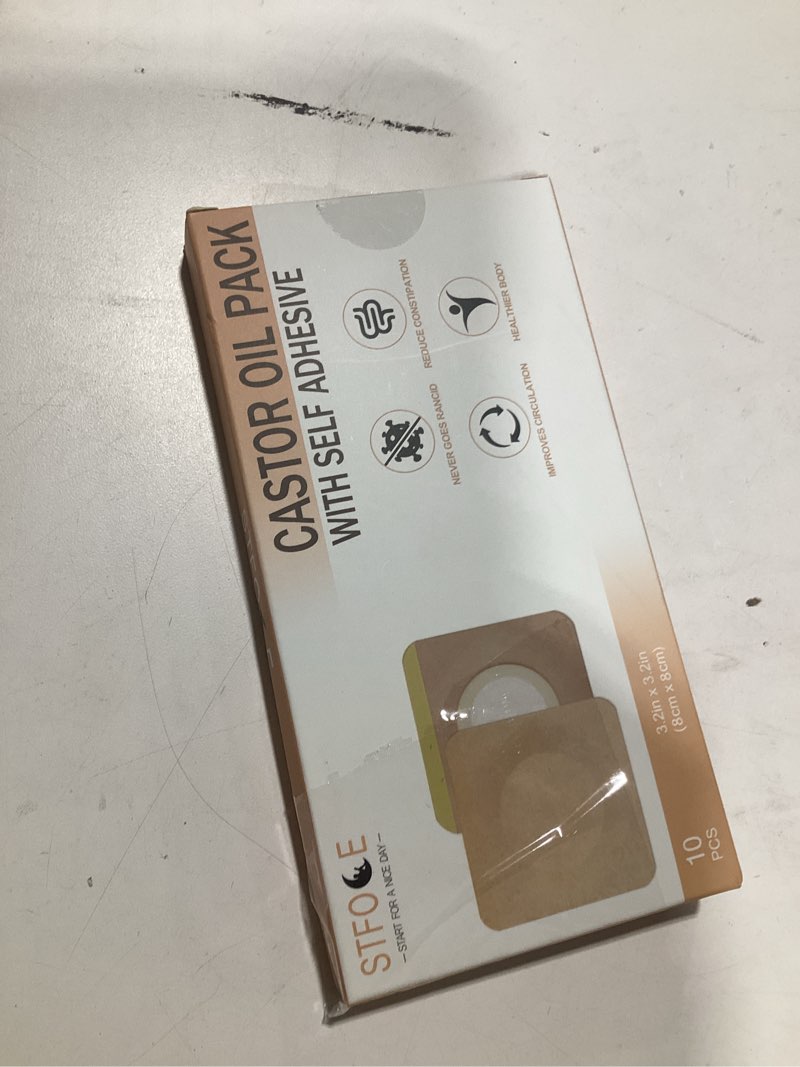 CASTOR OIL PACK
WITH SELF ADHESIVE
NEVER GOES RANCID
REDUCE CONSTIPATION
IMPROVES CIRCULATION
HEALTHIER BODY
STFO E
— START FOR A NICE DAY —
3.2in x 3.2in
(8cm x 8cm)
10
PCS